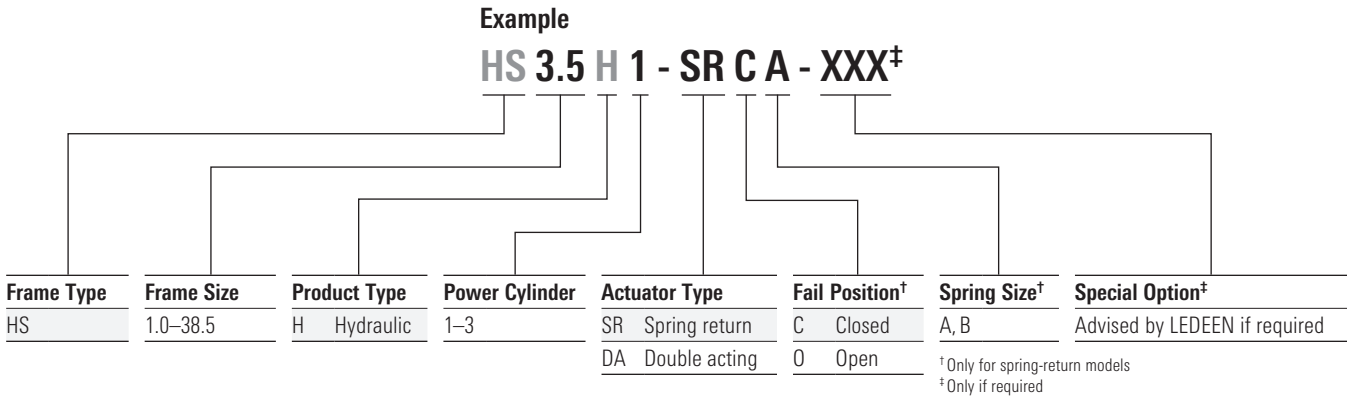 Example
HS 3.5 H 1 - SR C A - XXX‡
Frame Type Frame Size Product Type Power Cylinder Actuator Type Fail Position† Spring Size† Special Option‡
HS 1.0–38.5 H Hydraulic 1–3 SR Spring return C Closed A, B Advised by LEDEEN if required
DA Double acting O Open
† Only for spring-return models
‡ Only if required